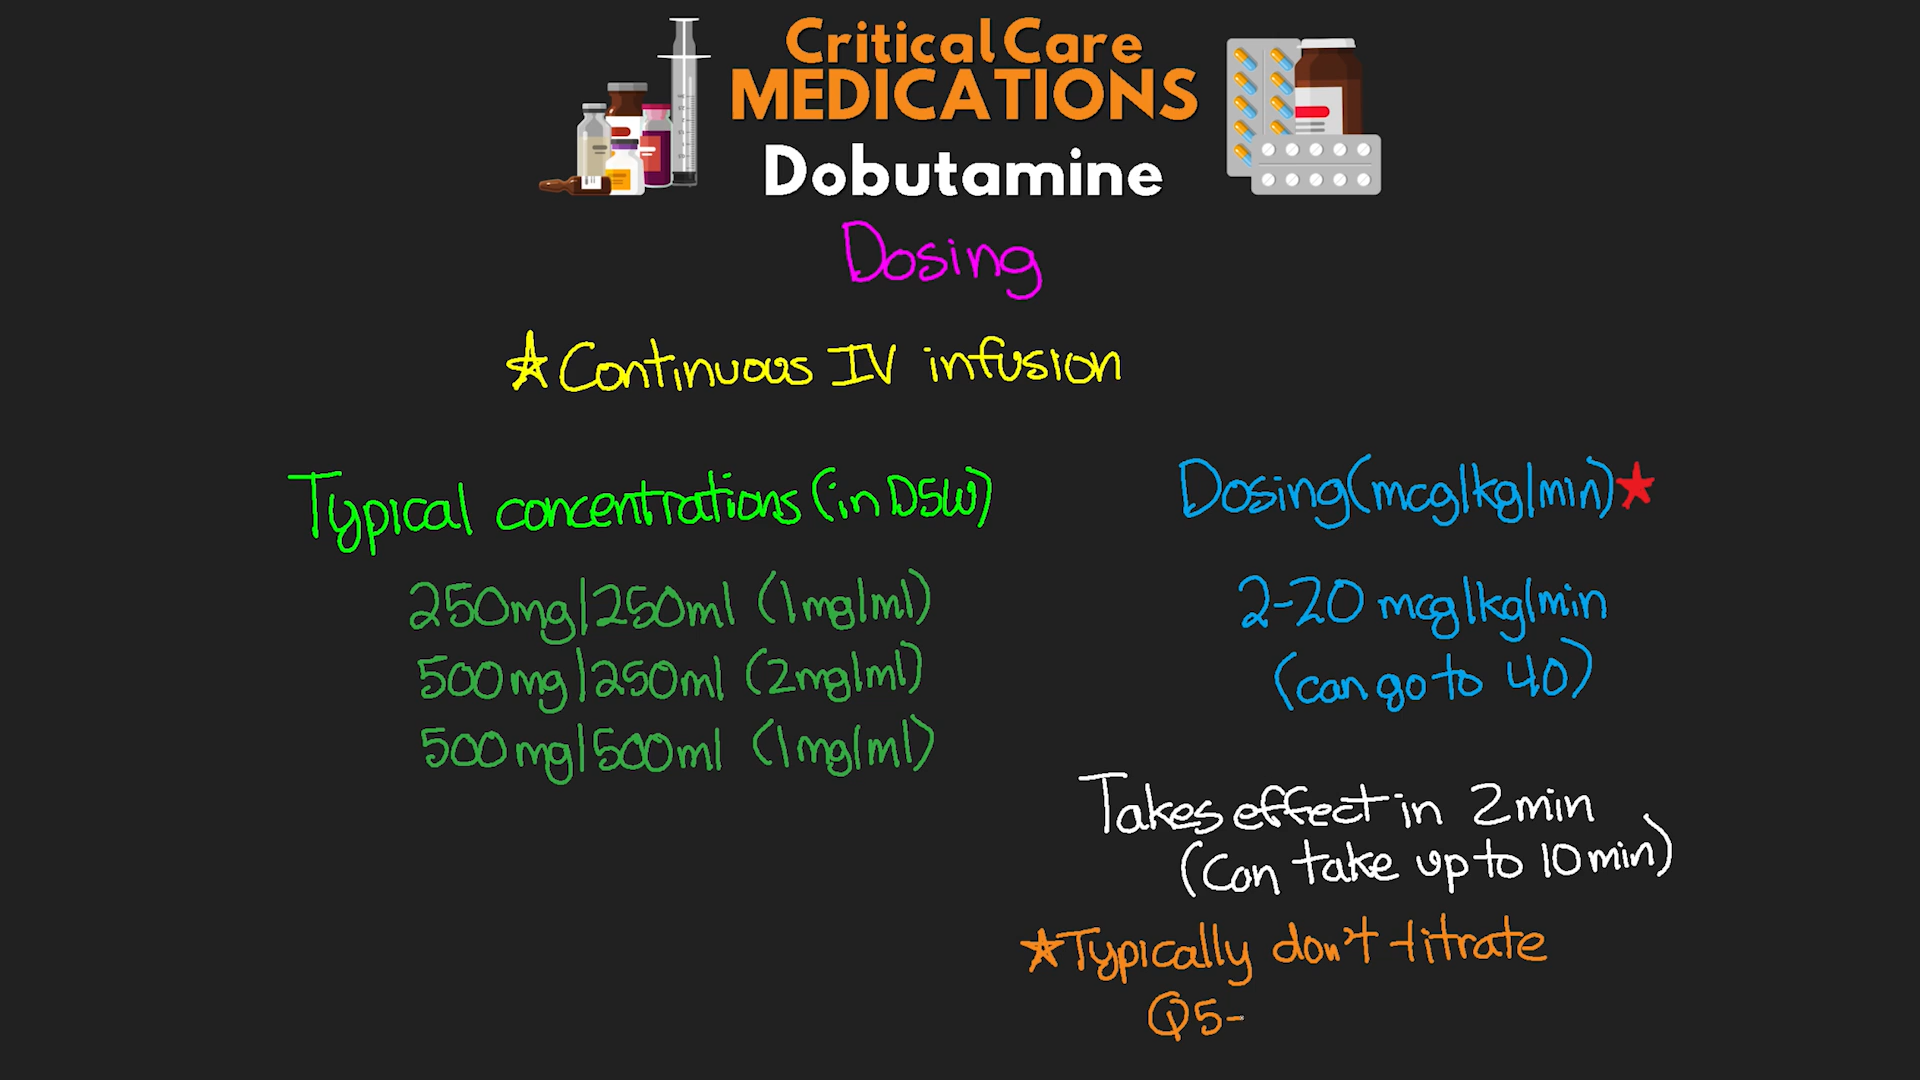 Critical Care
MEDICATIONS
Dobutamine
Dosing
Continuous IV infusion
Typical concentrations (in D5W)
250mg/250ml (1mg/ml)
500mg/250ml (2mg/ml)
500mg/500ml (1mg/ml)
Dosing (mcg/kg/min)
2-20 mcg/kg/min
(can go to 40)
Takes effect in 2min
(Can take up to 10min)
Typically don't titrate
Q5-